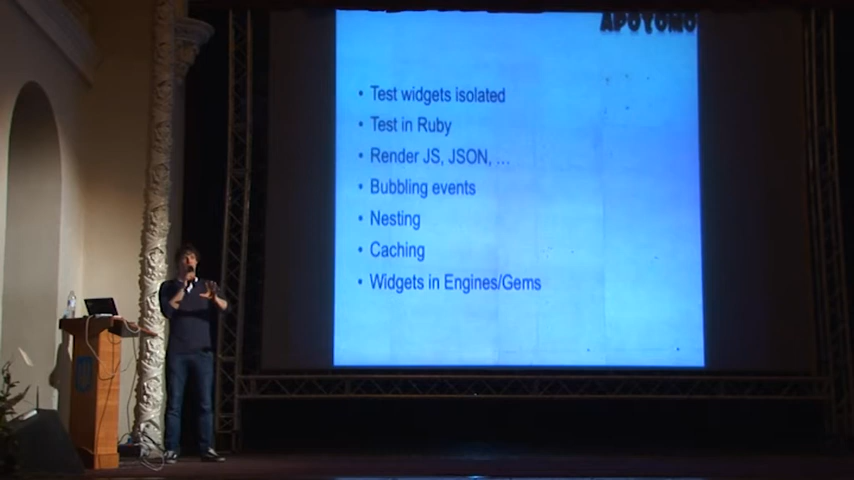 APOTOMO
• Test widgets isolated
• Test in Ruby
• Render JS, JSON, ...
• Bubbling events
• Nesting
• Caching
• Widgets in Engines/Gems